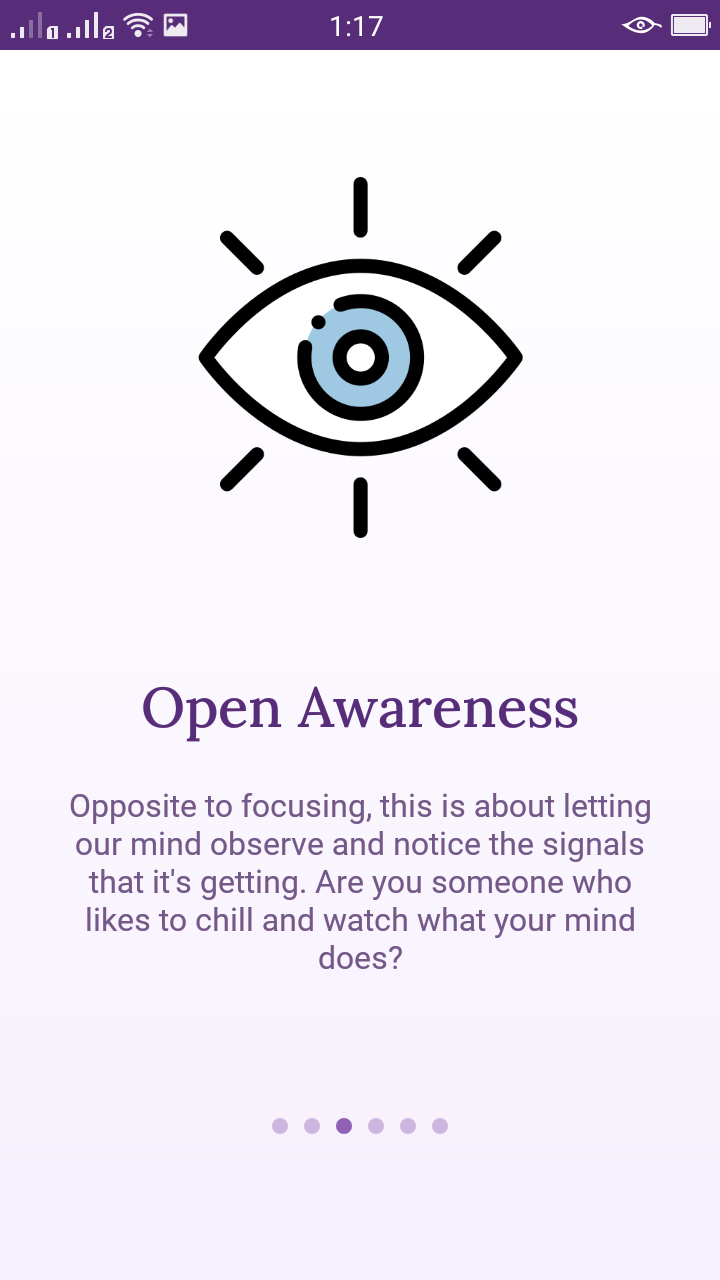 1 2 1:17
Open Awareness
Opposite to focusing, this is about letting
our mind observe and notice the signals
that it's getting. Are you someone who
likes to chill and watch what your mind
does?